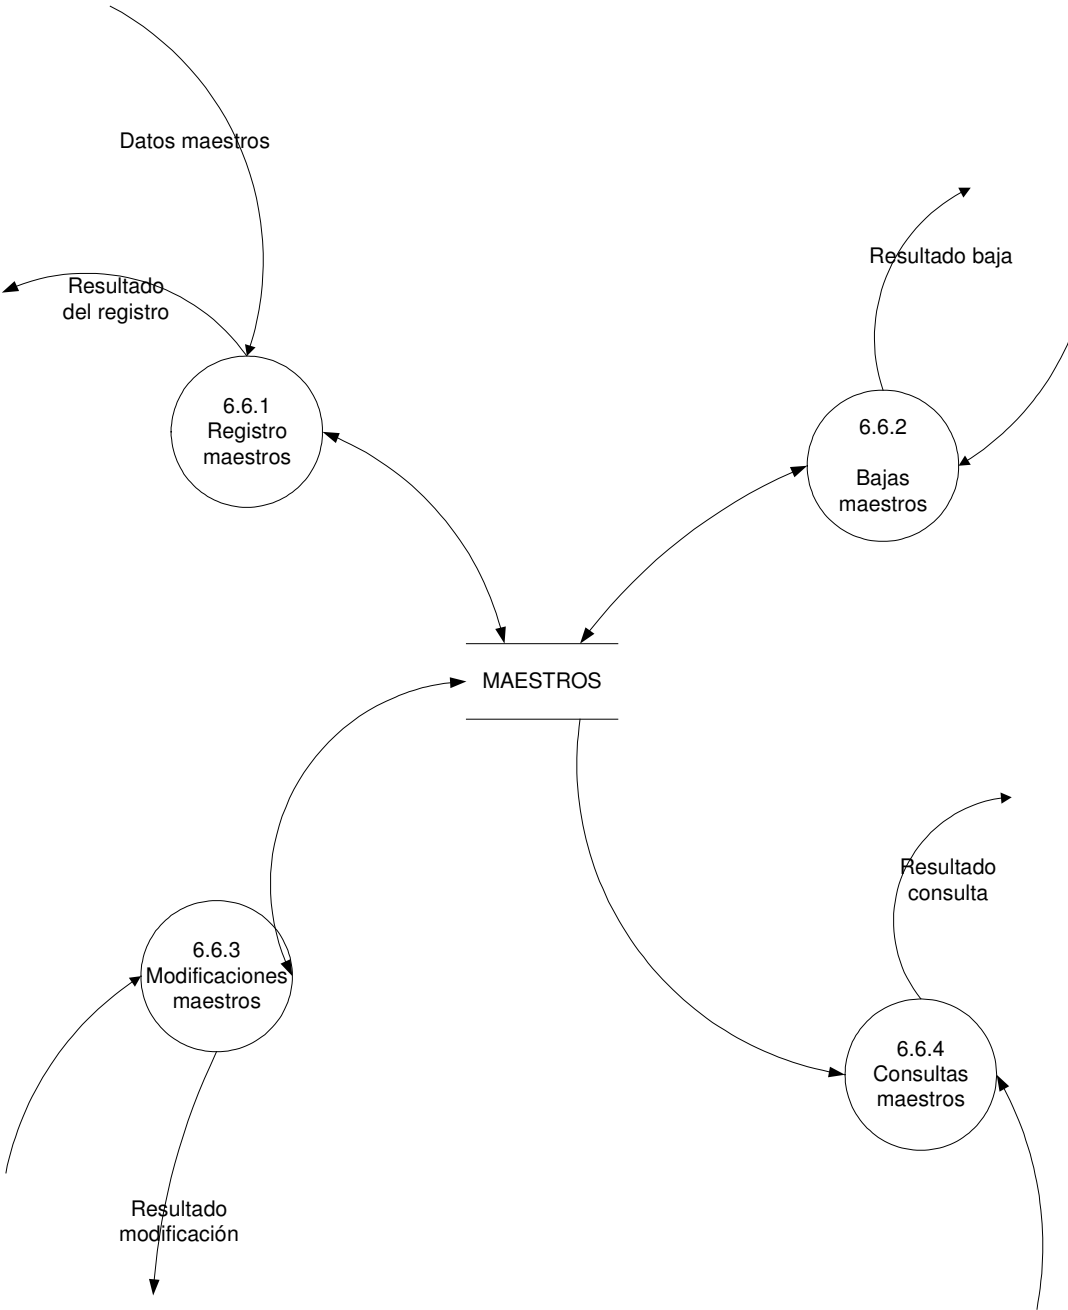 Datos maestros
Resultado
del registro
Resultado baja
6.6.1
Registro
maestros
6.6.2
Bajas
maestros
MAESTROS
Resultado
consulta
6.6.3
Modificaciones
maestros
6.6.4
Consultas
maestros
Resultado
modificación